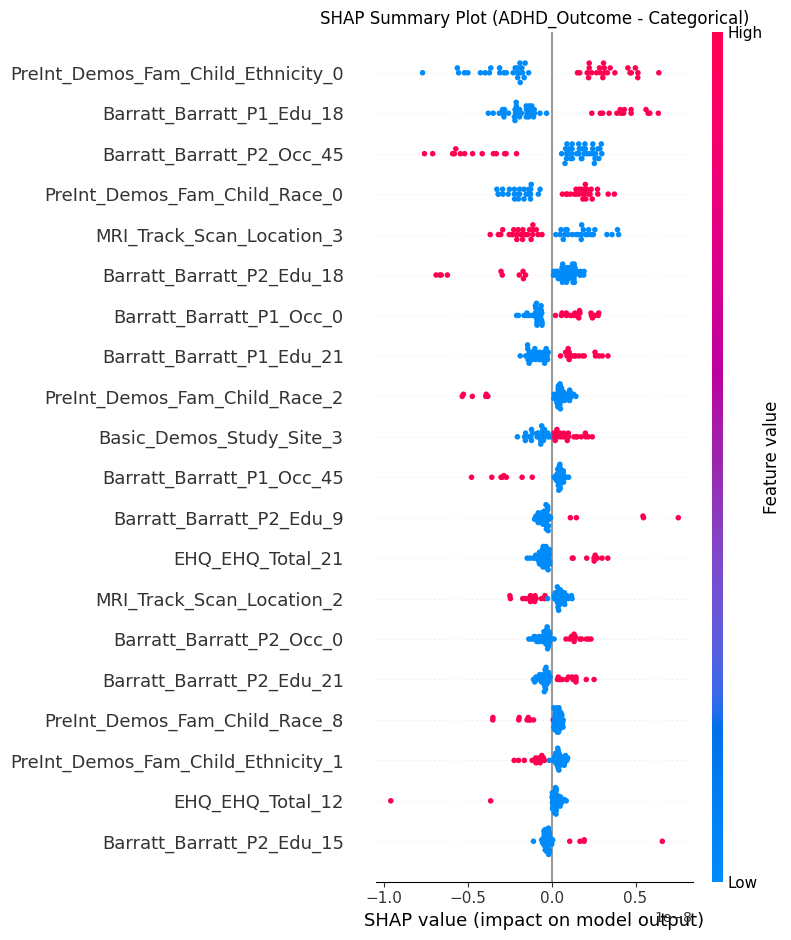 SHAP Summary Plot (ADHD_Outcome - Categorical)
High
PreInt_Demos_Fam_Child_Ethnicity_0
Barratt_Barratt_P1_Edu_18
Barratt_Barratt_P2_Occ_45
PreInt_Demos_Fam_Child_Race_0
MRI_Track_Scan_Location_3
Barratt_Barratt_P2_Edu_18
Barratt_Barratt_P1_Occ_0
Barratt_Barratt_P1_Edu_21
PreInt_Demos_Fam_Child_Race_2
Basic_Demos_Study_Site_3
Barratt_Barratt_P1_Occ_45
Barratt_Barratt_P2_Edu_9
EHQ_EHQ_Total_21
MRI_Track_Scan_Location_2
Barratt_Barratt_P2_Occ_0
Barratt_Barratt_P2_Edu_21
PreInt_Demos_Fam_Child_Race_8
PreInt_Demos_Fam_Child_Ethnicity_1
EHQ_EHQ_Total_12
Barratt_Barratt_P2_Edu_15
Feature value
Low
−1.0 −0.5 0.0 0.5
1e−8
SHAP value (impact on model output)